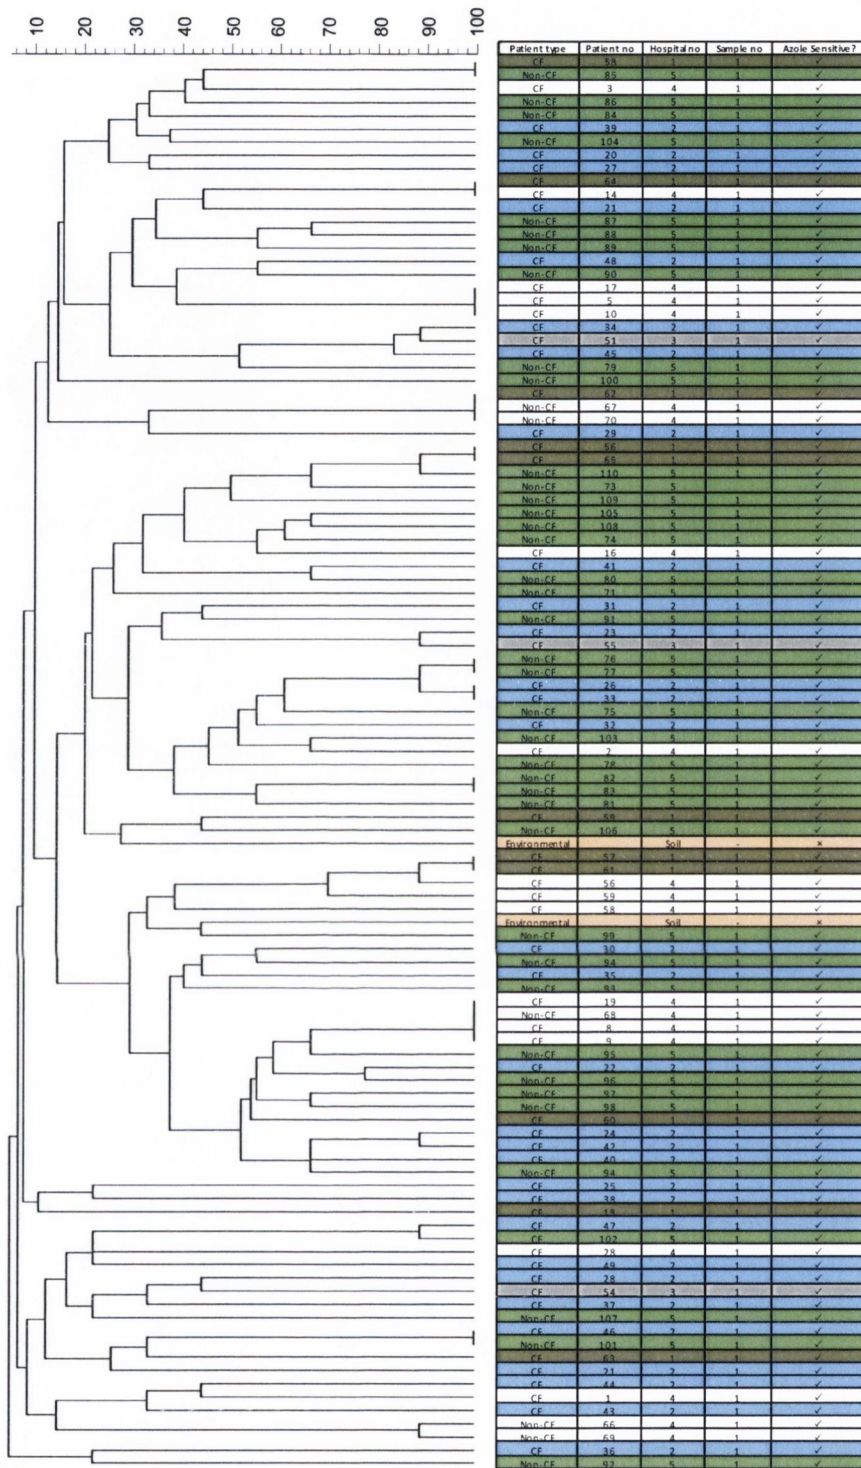 10 20 30 40 50 60 70 80 90 100
Patient type Patient no Hospital no Sample no Azole Sensitive?
CF 53 1 1 ✓
Non-CF 85 5 1 ✓
CF 3 4 1 ✓
Non-CF 86 5 1 ✓
Non-CF 84 5 1 ✓
CF 39 2 1 ✓
Non-CF 104 5 1 ✓
CF 20 2 1 ✓
CF 27 2 1 ✓
CF 64 1 1 ✓
CF 14 4 1 ✓
CF 21 2 1 ✓
Non-CF 87 5 1 ✓
Non-CF 88 5 1 ✓
Non-CF 89 5 1 ✓
CF 48 2 1 ✓
Non-CF 90 5 1 ✓
CF 17 4 1 ✓
CF 5 4 1 ✓
CF 10 4 1 ✓
CF 34 2 1 ✓
CF 51 3 1 ✓
CF 45 2 1 ✓
Non-CF 79 5 1 ✓
Non-CF 100 5 1 ✓
CF 62 1 1 ✓
Non-CF 67 4 1 ✓
Non-CF 70 4 1 ✓
CF 29 2 1 ✓
CF 56 1 1 ✓
CF 65 1 1 ✓
Non-CF 110 5 1 ✓
Non-CF 73 5 ✓
Non-CF 109 5 1 ✓
Non-CF 105 5 1 ✓
Non-CF 108 5 1 ✓
Non-CF 74 5 1 ✓
CF 16 4 1 ✓
CF 41 2 1 ✓
Non-CF 80 5 1 ✓
Non-CF 71 5 1 ✓
CF 31 2 1 ✓
Non-CF 91 5 1 ✓
CF 23 2 1 ✓
CF 55 3 1 ✓
Non-CF 76 5 1 ✓
Non-CF 77 5 1 ✓
CF 26 2 1 ✓
CF 33 2 1 ✓
Non-CF 75 5 1 ✓
CF 32 2 1 ✓
Non-CF 103 5 1 ✓
CF 2 4 1 ✓
Non-CF 78 5 1 ✓
Non-CF 82 5 1 ✓
Non-CF 83 5 1 ✓
Non-CF 81 5 1 ✓
CF 59 1 1 ✓
Non-CF 106 5 1 ✓
Environmental Soil - ×
CF 57 1 1 ✓
CF 61 1 1 ✓
CF 56 4 1 ✓
CF 59 4 1 ✓
CF 58 4 1 ✓
Environmental Soil - ×
Non-CF 99 5 1 ✓
CF 30 2 1 ✓
Non-CF 94 5 1 ✓
CF 35 2 1 ✓
Non-CF 93 5 1 ✓
CF 19 4 1 ✓
Non-CF 68 4 1 ✓
CF 8 4 1 ✓
CF 9 4 1 ✓
Non-CF 95 5 1 ✓
CF 22 2 1 ✓
Non-CF 96 5 1 ✓
Non-CF 97 5 1 ✓
Non-CF 98 5 1 ✓
CF 60 1 1 ✓
CF 24 2 1 ✓
CF 42 2 1 ✓
CF 40 2 1 ✓
Non-CF 94 5 1 ✓
CF 25 2 1 ✓
CF 38 2 1 ✓
CF 13 1 1 ✓
CF 47 2 1 ✓
Non-CF 102 5 1 ✓
CF 28 4 1 ✓
CF 49 2 1 ✓
CF 28 2 1 ✓
CF 54 3 1 ✓
CF 37 2 1 ✓
Non-CF 107 5 1 ✓
CF 46 2 1 ✓
Non-CF 101 5 1 ✓
CF 63 1 1 ✓
CF 21 2 1 ✓
CF 44 2 1 ✓
CF 1 4 1 ✓
CF 43 2 1 ✓
Non-CF 66 4 1 ✓
Non-CF 69 4 1 ✓
CF 36 2 1 ✓
Non-CF 92 5 1 ✓